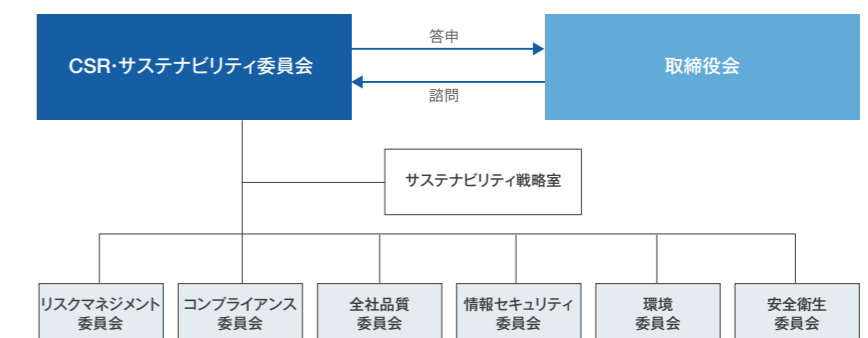 答申
CSR・サステナビリティ委員会
取締役会
諮問
サステナビリティ戦略室
リスクマネジメント
委員会
コンプライアンス
委員会
全社品質
委員会
情報セキュリティ
委員会
環境
委員会
安全衛生
委員会